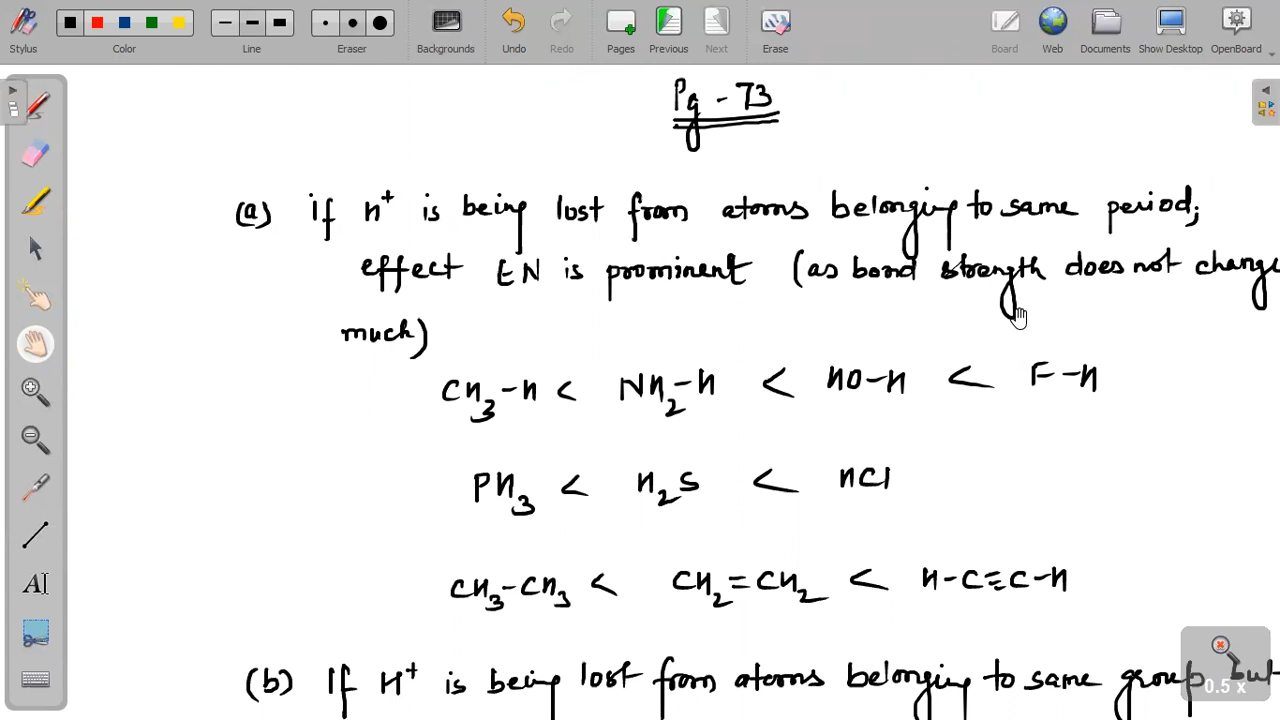 Stylus
Color
Line
Eraser
Backgrounds
Undo
Redo
Pages
Previous
Next
Erase
Board
Web
Documents
Show Desktop
OpenBoard
Pg - 73
(a) if H⁺ is being lost from atoms belonging to same period;
effect EN is prominent (as bond strength does not change
much)
CH₃-H < NH₂-H < HO-H < F-H
PH₃ < H₂S < HCl
CH₃-CH₃ < CH₂=CH₂ < H-C≡C-H
(b) If H⁺ is being lost from atoms belonging to same group but
0.5 x